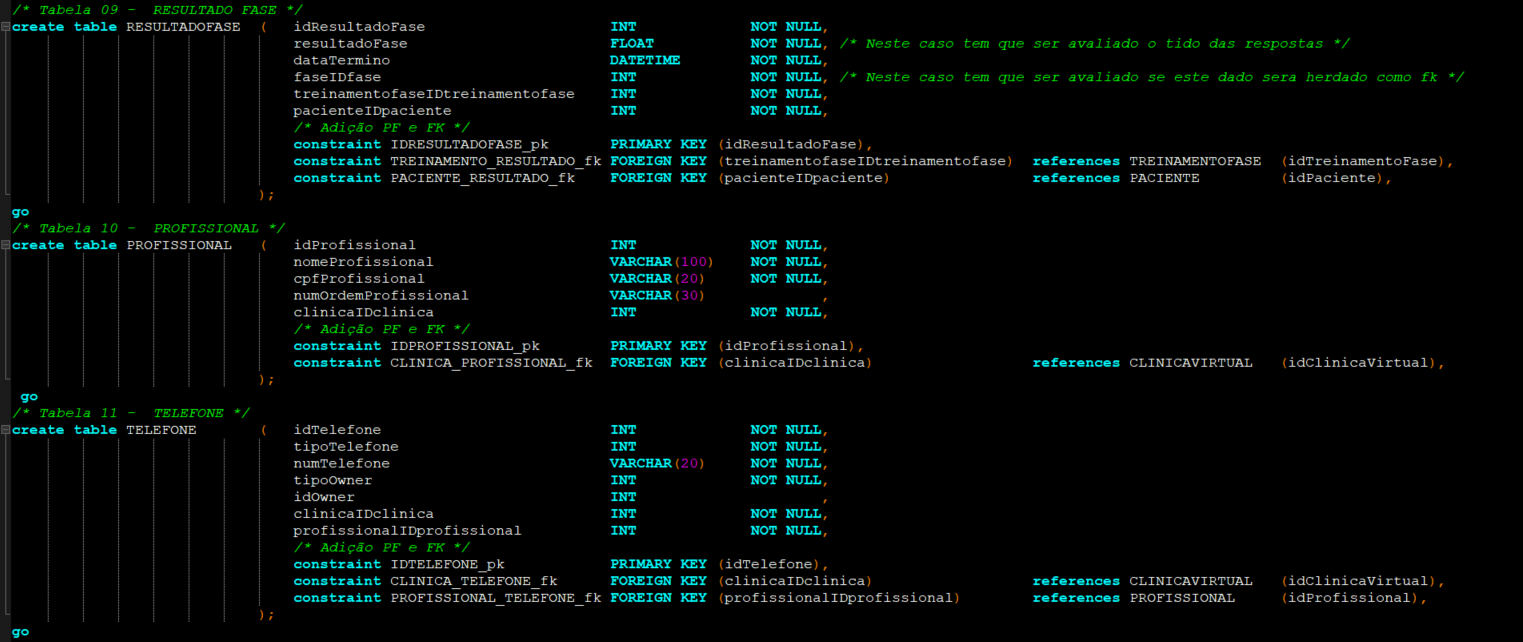 /* Tabela 09 -  RESULTADO FASE */
create table RESULTADOFASE  (   idResultadoFase                     INT             NOT NULL,
resultadoFase                       FLOAT           NOT NULL, /* Neste caso tem que ser avaliado o tido das respostas */
dataTermino                         DATETIME        NOT NULL,
faseIDfase                          INT             NOT NULL, /* Neste caso tem que ser avaliado se este dado sera herdado como fk */
treinamentofaseIDtreinamentofase    INT             NOT NULL,
pacienteIDpaciente                  INT             NOT NULL,
/* Adição PF e FK */
constraint IDRESULTADOFASE_pk       PRIMARY KEY (idResultadoFase),
constraint TREINAMENTO_RESULTADO_fk FOREIGN KEY (treinamentofaseIDtreinamentofase)  references TREINAMENTOFASE  (idTreinamentoFase),
constraint PACIENTE_RESULTADO_fk    FOREIGN KEY (pacienteIDpaciente)                references PACIENTE         (idPaciente),
);
go
/* Tabela 10 -  PROFISSIONAL */
create table PROFISSIONAL   (   idProfissional                      INT             NOT NULL,
nomeProfissional                    VARCHAR(100)    NOT NULL,
cpfProfissional                     VARCHAR(20)     NOT NULL,
numOrdemProfissional                VARCHAR(30)             ,
clinicaIDclinica                    INT             NOT NULL,
/* Adição PF e FK */
constraint IDPROFISSIONAL_pk        PRIMARY KEY (idProfissional),
constraint CLINICA_PROFISSIONAL_fk  FOREIGN KEY (clinicaIDclinica)                  references CLINICAVIRTUAL   (idClinicaVirtual),
);
go
/* Tabela 11 -  TELEFONE */
create table TELEFONE       (   idTelefone                          INT             NOT NULL,
tipoTelefone                        INT             NOT NULL,
numTelefone                         VARCHAR(20)     NOT NULL,
tipoOwner                           INT             NOT NULL,
idOwner                             INT                     ,
clinicaIDclinica                    INT             NOT NULL,
profissionalIDprofissional          INT             NOT NULL,
/* Adição PF e FK */
constraint IDTELEFONE_pk            PRIMARY KEY (idTelefone),
constraint CLINICA_TELEFONE_fk      FOREIGN KEY (clinicaIDclinica)                  references CLINICAVIRTUAL   (idClinicaVirtual),
constraint PROFISSIONAL_TELEFONE_fk FOREIGN KEY (profissionalIDprofissional)        references PROFISSIONAL     (idProfissional),
);
go